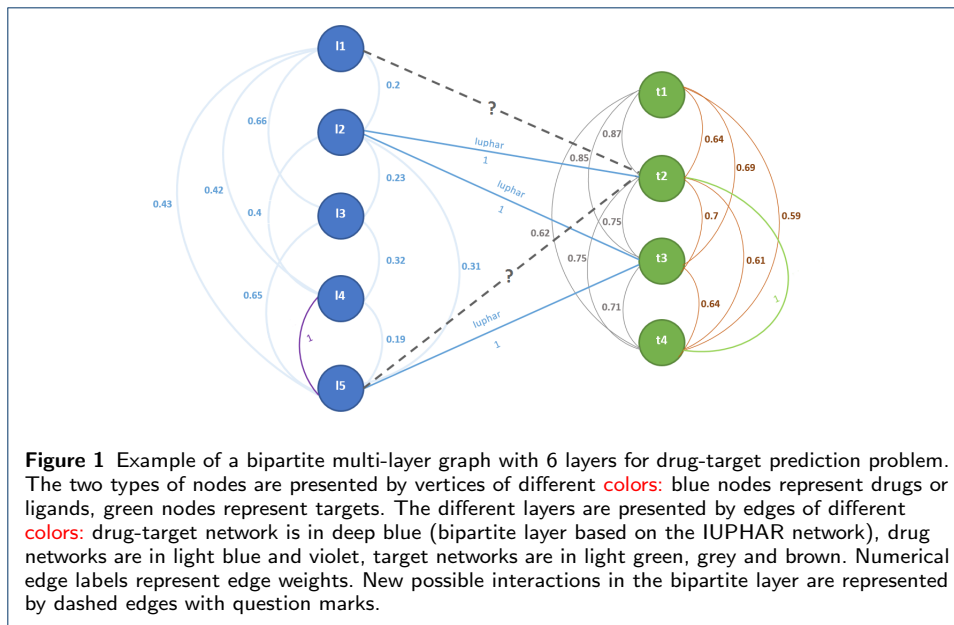 l1
0.2
?
t1
0.66
l2
Iuphar
1
0.87
0.64
0.85
t2
0.69
0.42
0.23
Iuphar
1
0.43
0.4
l3
0.75
0.7
0.59
0.62
0.75
t3
0.61
0.32
0.31
?
0.65
l4
0.71
0.64
1
1
0.19
Iuphar
1
t4
l5
Figure 1 Example of a bipartite multi-layer graph with 6 layers for drug-target prediction problem.
The two types of nodes are presented by vertices of different colors: blue nodes represent drugs or
ligands, green nodes represent targets. The different layers are presented by edges of different
colors: drug-target network is in deep blue (bipartite layer based on the IUPHAR network), drug
networks are in light blue and violet, target networks are in light green, grey and brown. Numerical
edge labels represent edge weights. New possible interactions in the bipartite layer are represented
by dashed edges with question marks.